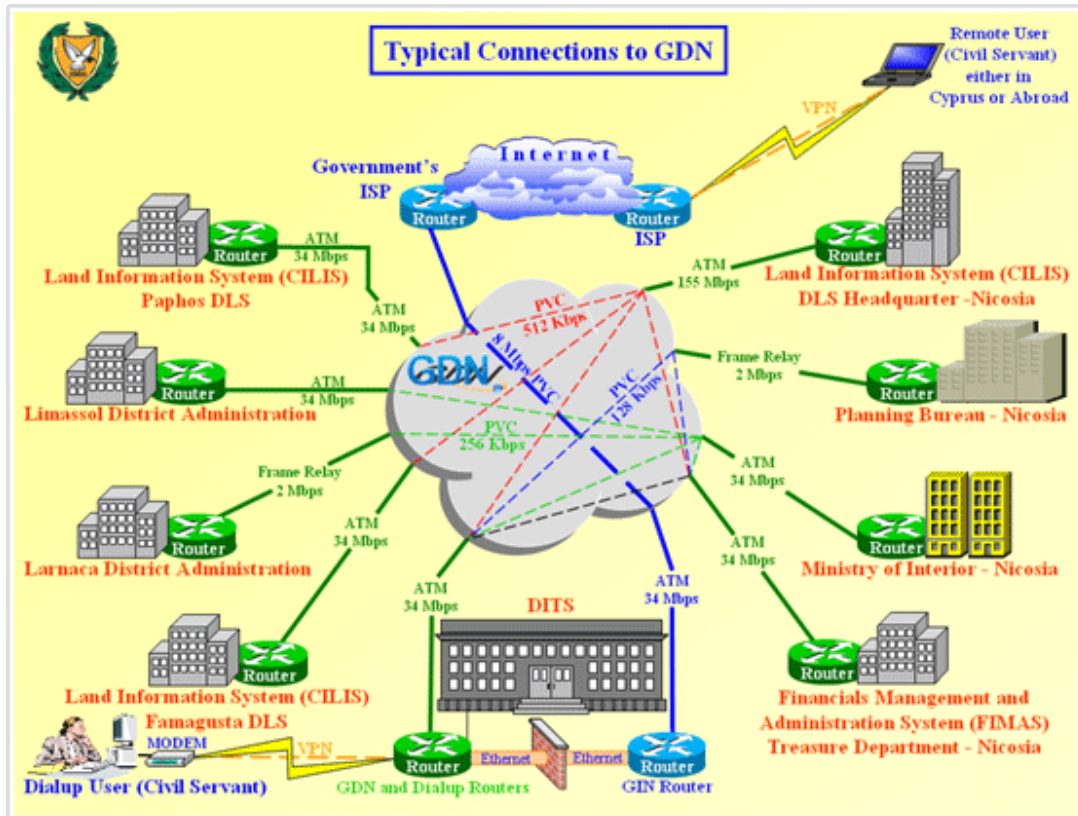 Typical Connections to GDN
Remote User
(Civil Servant)
either in
Cyprus or Abroad
VPN
Internet
Government's
ISP
Router
Router
ISP
Router
ATM
34 Mbps
Land Information System (CILIS)
Paphos DLS
ATM
34 Mbps
ATM
155 Mbps
Router
Land Information System (CILIS)
DLS Headquarter -Nicosia
PVC
512 Kbps
GDN
8 Mbps PVC
PVC
128 Kbps
Frame Relay
2 Mbps
Router
Planning Bureau - Nicosia
Router
Limassol District Administration
ATM
34 Mbps
PVC
256 Kbps
Frame Relay
2 Mbps
Router
Larnaca District Administration
ATM
34 Mbps
Router
Ministry of Interior - Nicosia
ATM
34 Mbps
Router
Land Information System (CILIS)
Famagusta DLS
ATM
34 Mbps
DITS
ATM
34 Mbps
ATM
34 Mbps
Router
Financials Management and
Administration System (FIMAS)
Treasure Department - Nicosia
MODEM
VPN
Dialup User (Civil Servant)
Router
Ethernet
Ethernet
Router
GDN and Dialup Routers
GIN Router